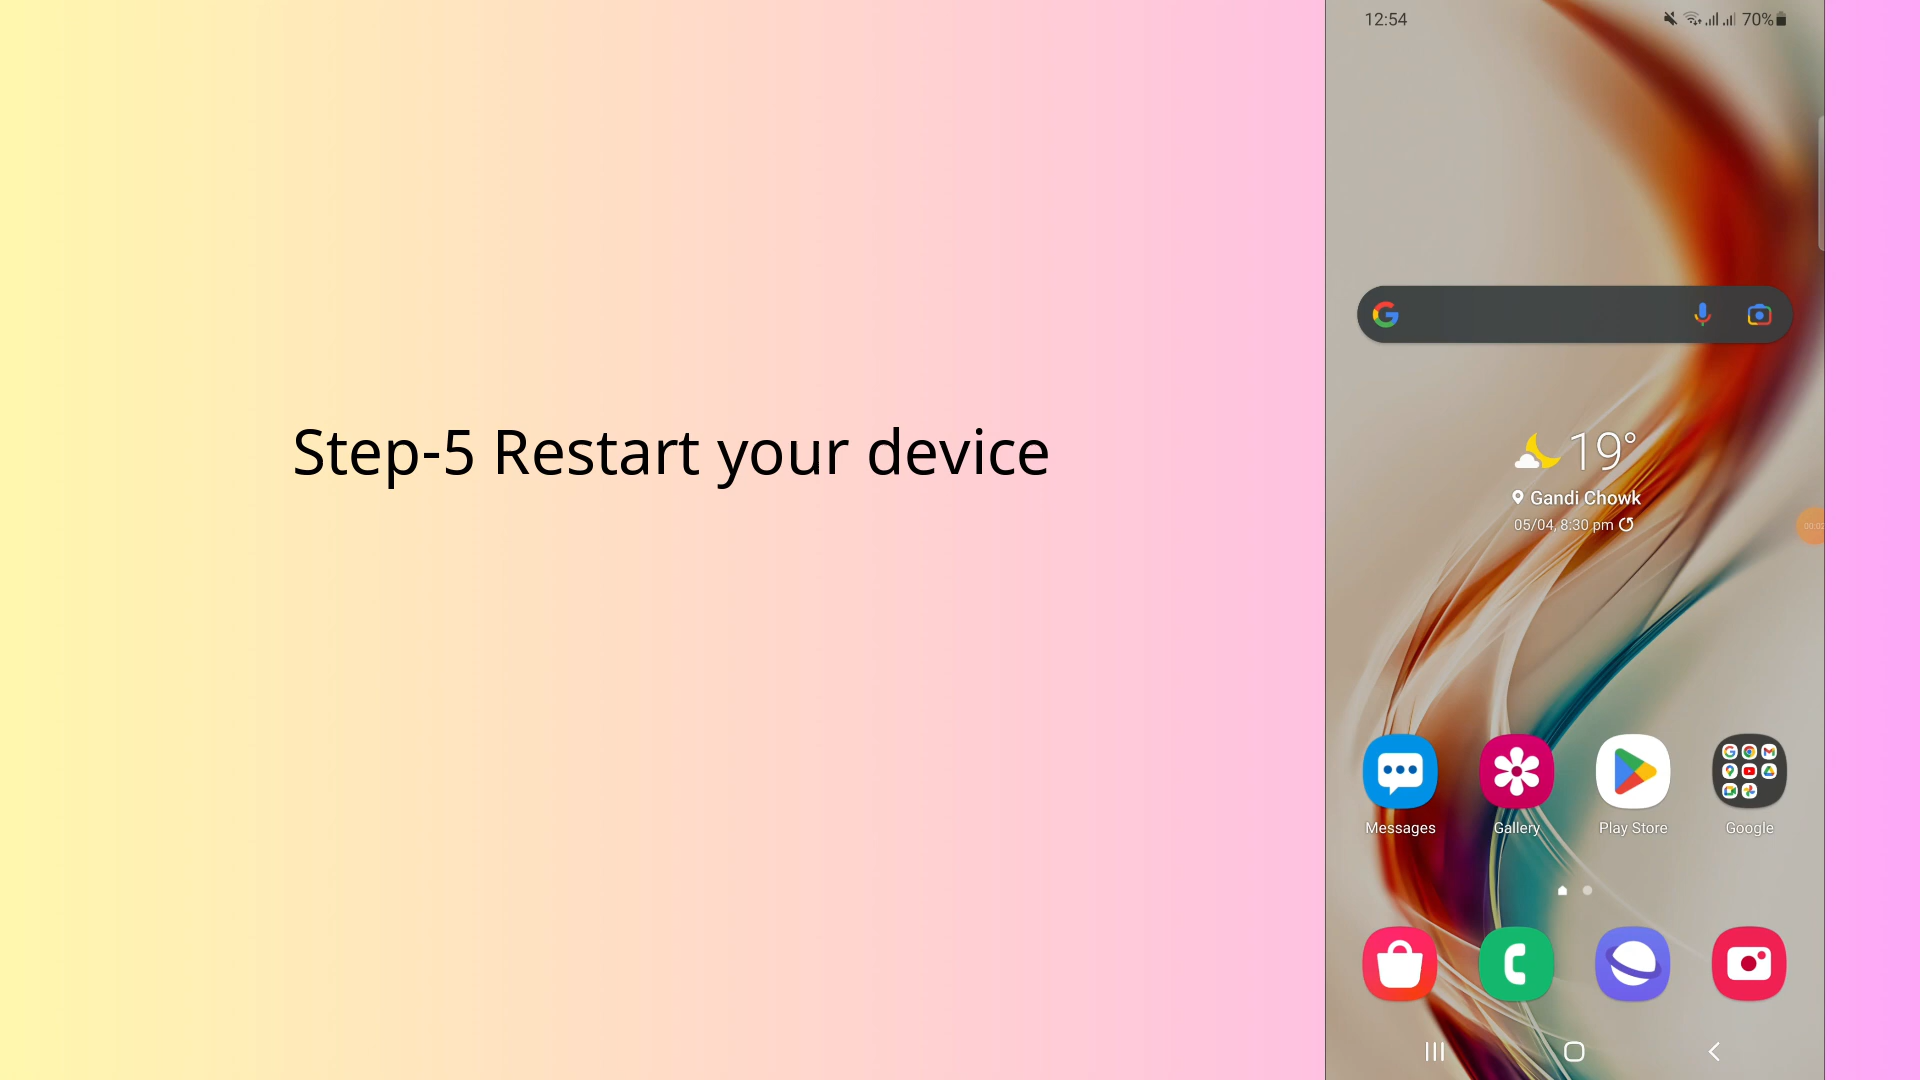 12:54
70%
Step-5 Restart your device
19°
Gandi Chowk
05/04, 8:30 pm
Messages
Gallery
Play Store
Google